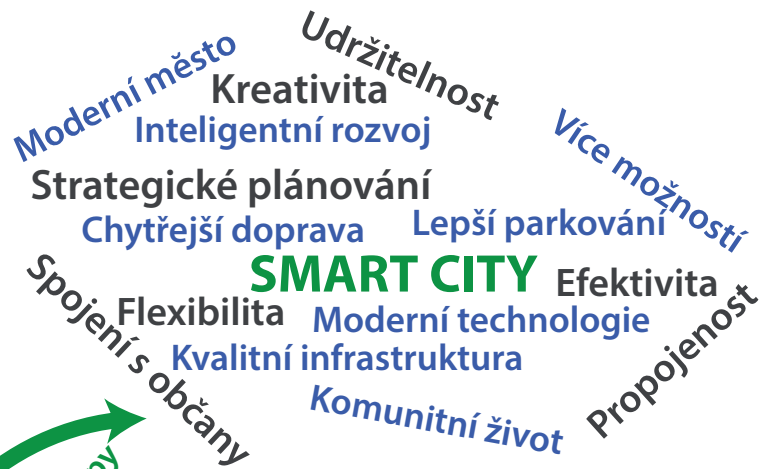 Udržitelnost
Moderní město
Kreativita
Inteligentní rozvoj
Více možností
Strategické plánování
Chytřejší doprava
Lepší parkování
SMART CITY
Efektivita
Spojení s občany
Flexibilita
Moderní technologie
Propojenost
Kvalitní infrastruktura
Komunitní život